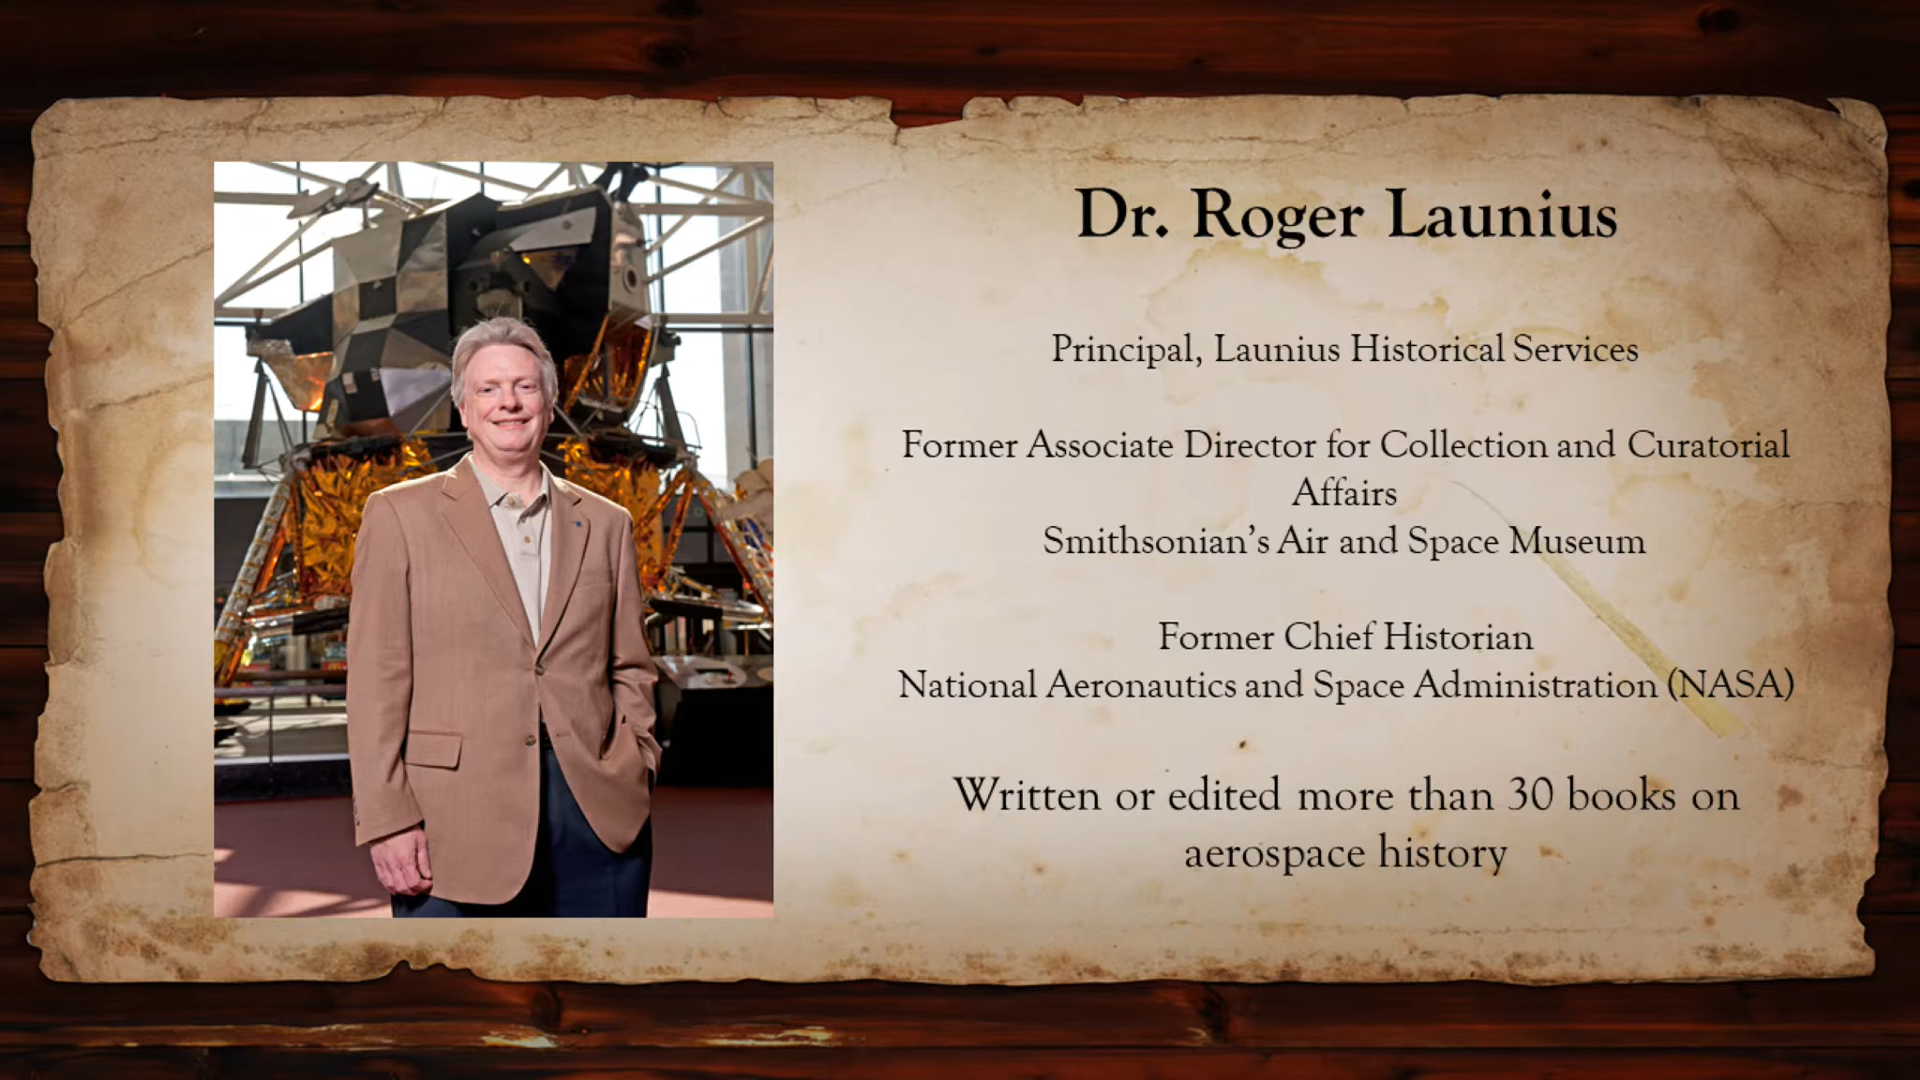 Dr. Roger Launius
Principal, Launius Historical Services
Former Associate Director for Collection and Curatorial
Affairs
Smithsonian’s Air and Space Museum
Former Chief Historian
National Aeronautics and Space Administration (NASA)
Written or edited more than 30 books on
aerospace history